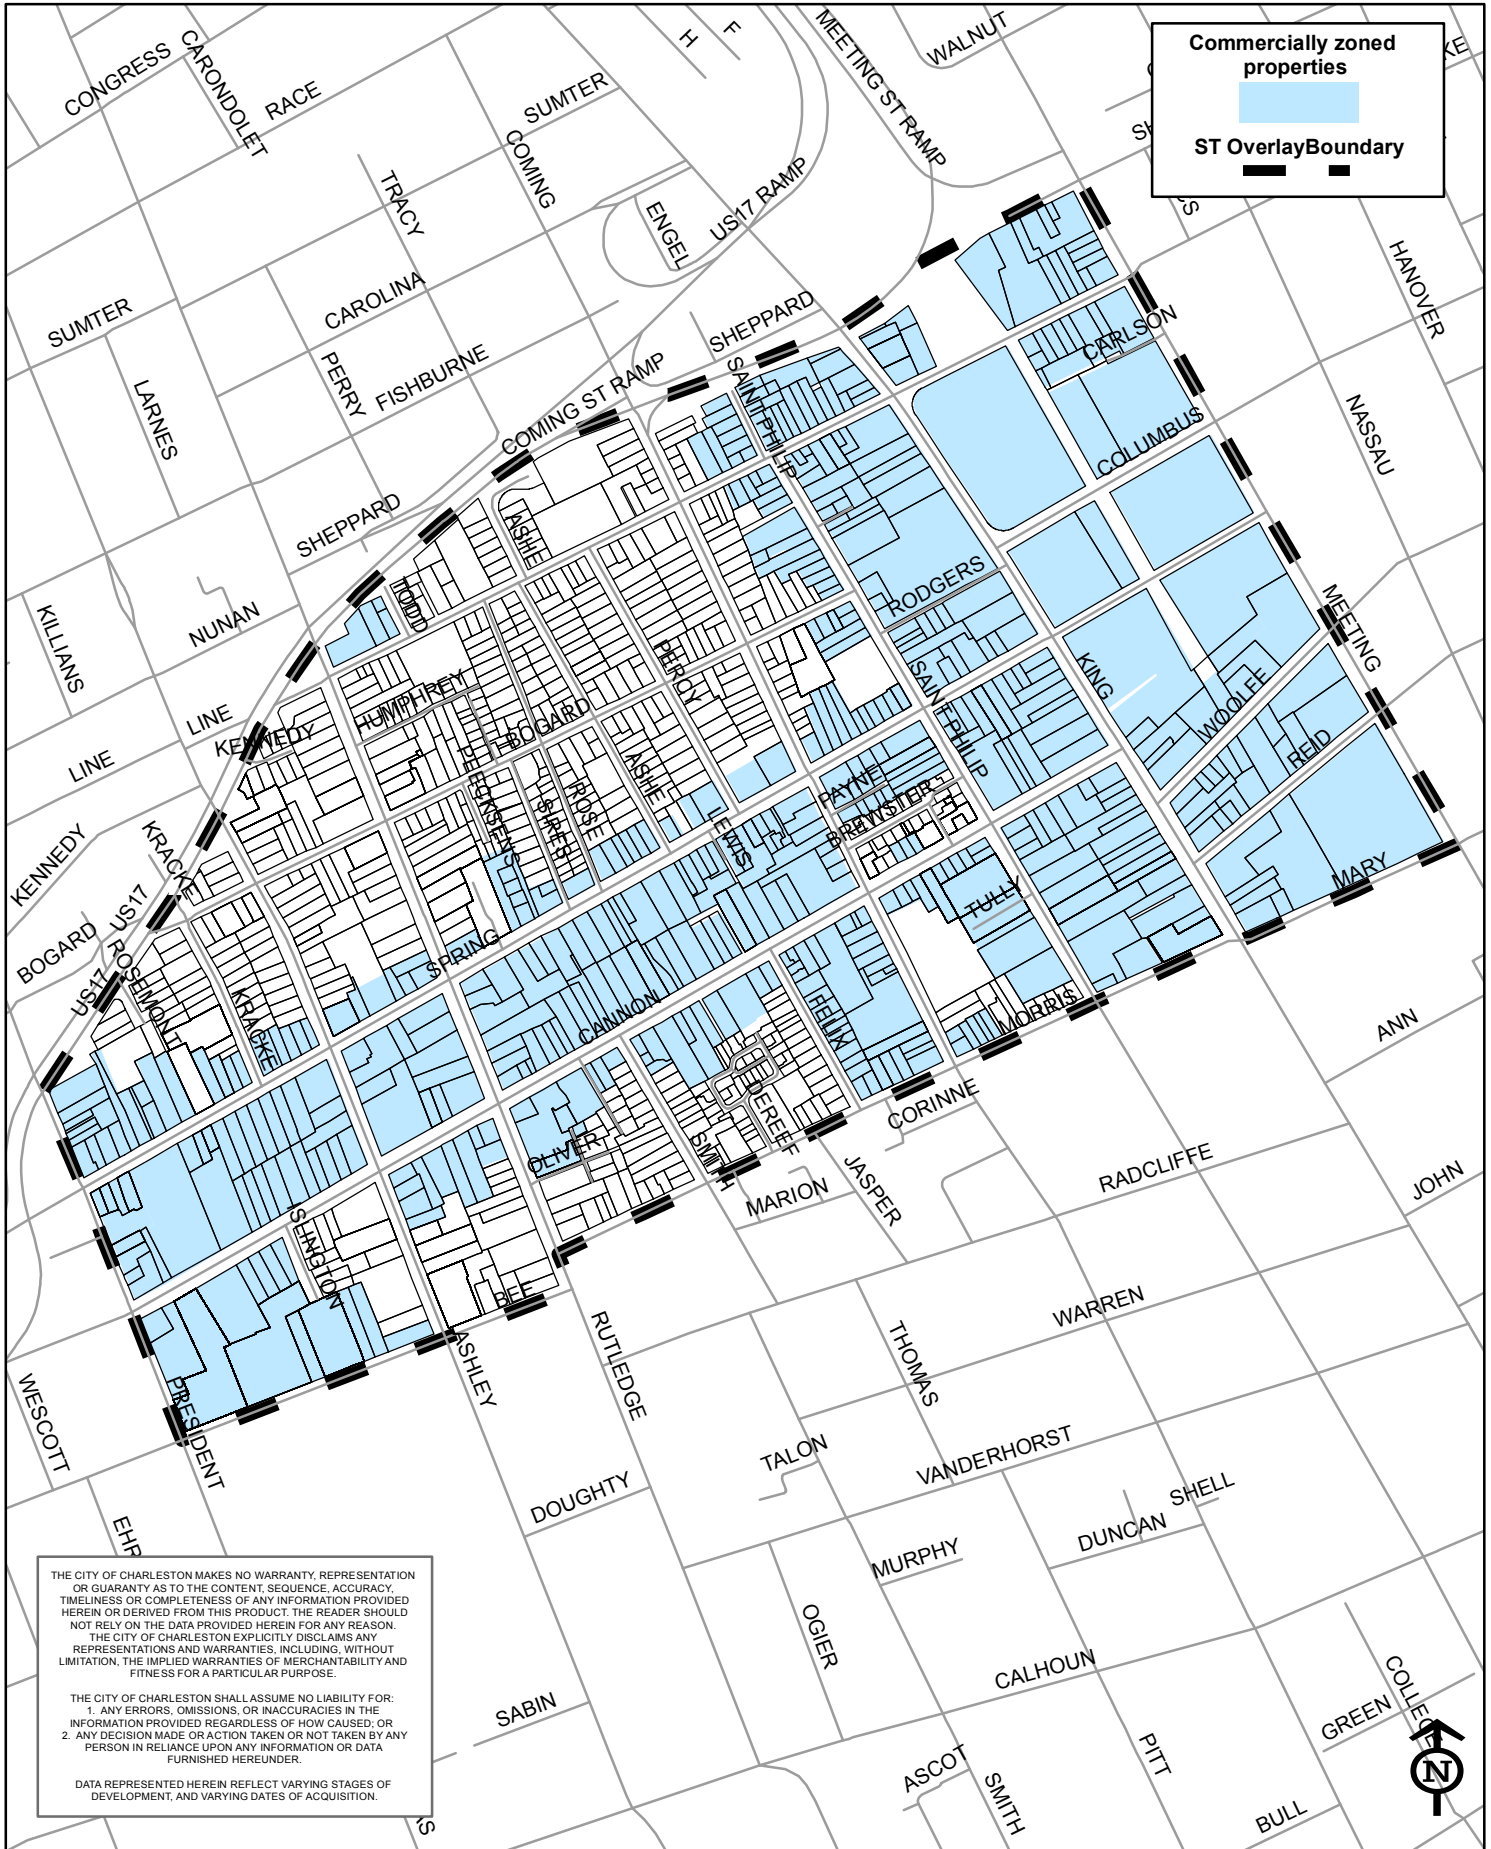 Commercially zoned
properties
ST OverlayBoundary
CONGRESS
CARONDOLET
RACE
SUMTER
COMING
H
F
MEETING ST RAMP
WALNUT
TRACY
ENGEL
US17 RAMP
HANOVER
SUMTER
CAROLINA
SHEPPARD
CARLSON
LARNES
PERRY
FISHBURNE
COMING ST RAMP
SAINT PHILIP
NASSAU
COLUMBUS
SHEPPARD
ASHE
KILLIANS
NUNAN
TODD
RODGERS
MEETING
PERCY
KING
SAINT PHILIP
WOOLFE
REID
LINE
LINE
KENNEDY
HUMPHREY
BOGARD
PEECKSENS
SIRES
ROSE
ASHE
LEWIS
PAYNE
BREWSTER
KENNEDY
KRACKE
MARY
TULLY
BOGARD
US17
US17
ROSEMONT
KRACKE
SPRING
CANNON
FELIX
MORRIS
ANN
DEREEF
CORINNE
OLIVER
SMITH
MARION
JASPER
RADCLIFFE
JOHN
ISLINGTON
BEE
WARREN
ASHLEY
RUTLEDGE
THOMAS
WESCOTT
PRESIDENT
TALON
VANDERHORST
DOUGHTY
SHELL
DUNCAN
MURPHY
EHR
OGIER
CALHOUN
COLLEGE
GREEN
SABIN
PITT
ASCOT
SMITH
BULL
N
THE CITY OF CHARLESTON MAKES NO WARRANTY, REPRESENTATION
OR GUARANTY AS TO THE CONTENT, SEQUENCE, ACCURACY,
TIMELINESS OR COMPLETENESS OF ANY INFORMATION PROVIDED
HEREIN OR DERIVED FROM THIS PRODUCT. THE READER SHOULD
NOT RELY ON THE DATA PROVIDED HEREIN FOR ANY REASON.
THE CITY OF CHARLESTON EXPLICITLY DISCLAIMS ANY
REPRESENTATIONS AND WARRANTIES, INCLUDING, WITHOUT
LIMITATION, THE IMPLIED WARRANTIES OF MERCHANTABILITY AND
FITNESS FOR A PARTICULAR PURPOSE.
THE CITY OF CHARLESTON SHALL ASSUME NO LIABILITY FOR:
1. ANY ERRORS, OMISSIONS, OR INACCURACIES IN THE
INFORMATION PROVIDED REGARDLESS OF HOW CAUSED; OR
2. ANY DECISION MADE OR ACTION TAKEN OR NOT TAKEN BY ANY
PERSON IN RELIANCE UPON ANY INFORMATION OR DATA
FURNISHED HEREUNDER.
DATA REPRESENTED HEREIN REFLECT VARYING STAGES OF
DEVELOPMENT, AND VARYING DATES OF ACQUISITION.